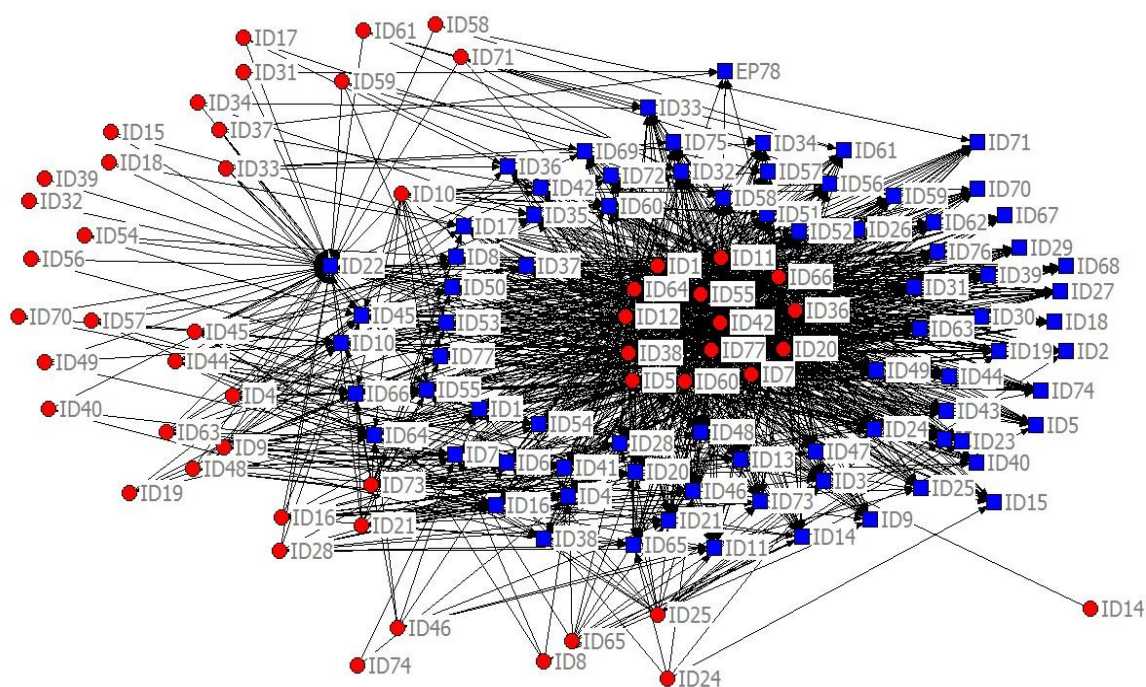 ID58
ID61
ID17
ID71
ID31
EP78
ID59
ID34
ID33
ID37
ID15
ID75
ID34
ID71
ID61
ID69
ID18
ID36
ID33
ID72
ID32
ID57
ID39
ID42
ID56
ID70
ID10
ID59
ID58
ID32
ID60
ID35
ID51
ID67
ID62
ID17
ID52
ID26
ID54
ID29
ID76
ID8
ID11
ID56
ID22
ID37
ID1
ID68
ID39
ID66
ID50
ID31
ID64
ID55
ID27
ID36
ID70
ID45
ID12
ID30
ID57
ID53
ID42
ID18
ID45
ID63
ID10
ID38
ID77
ID20
ID19
ID2
ID77
ID49
ID44
ID49
ID7
ID44
ID5
ID60
ID55
ID74
ID4
ID66
ID40
ID1
ID43
ID54
ID5
ID63
ID64
ID48
ID24
ID23
ID28
ID9
ID7
ID47
ID13
ID6
ID40
ID48
ID41
ID20
ID3
ID73
ID25
ID19
ID46
ID4
ID73
ID15
ID16
ID16
ID21
ID9
ID21
ID38
ID14
ID65
ID11
ID28
ID14
ID25
ID46
ID65
ID8
ID74
ID24